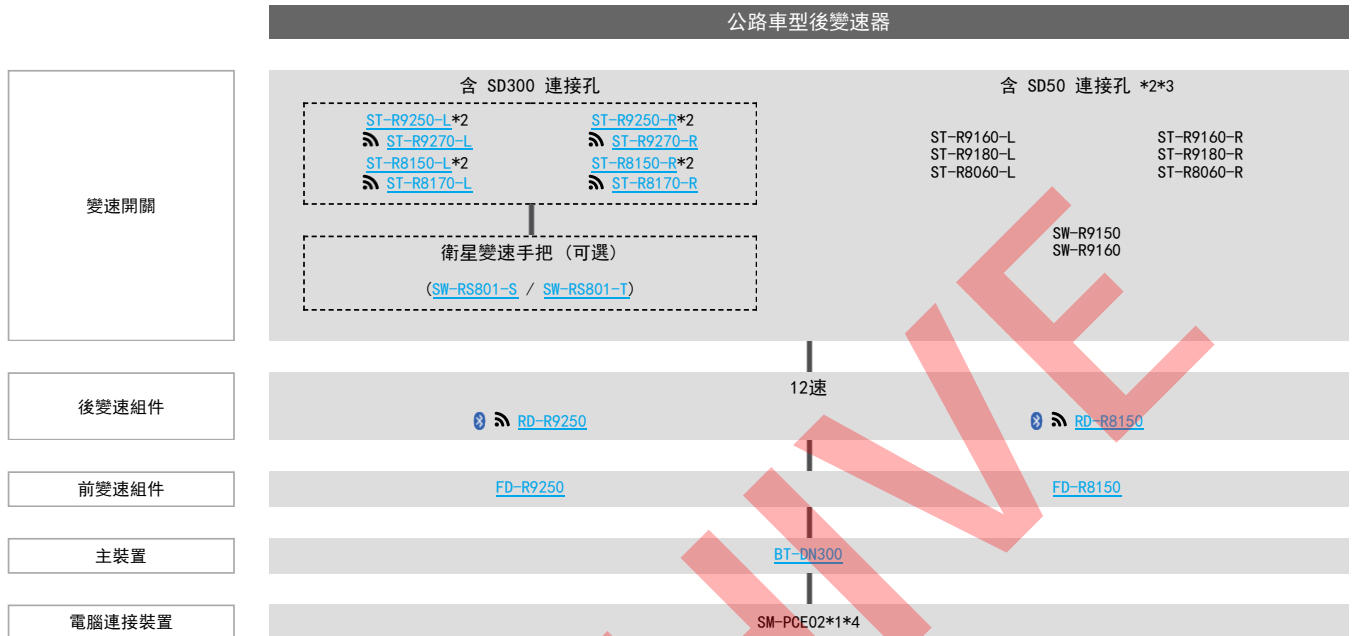 公路車型後變速器
變速開關
含 SD300 連接孔
ST-R9250-L*2 ST-R9250-R*2
ST-R9270-L ST-R9270-R
ST-R8150-L*2 ST-R8150-R*2
ST-R8170-L ST-R8170-R
衛星變速手把 (可選)
(SW-RS801-S / SW-RS801-T)
含 SD50 連接孔 *2*3
ST-R9160-L ST-R9160-R
ST-R9180-L ST-R9180-R
ST-R8060-L ST-R8060-R
SW-R9150
SW-R9160
後變速組件
12速
RD-R9250 RD-R8150
前變速組件
FD-R9250 FD-R8150
主裝置
BT-DN300
電腦連接裝置
SM-PCE02*1*4